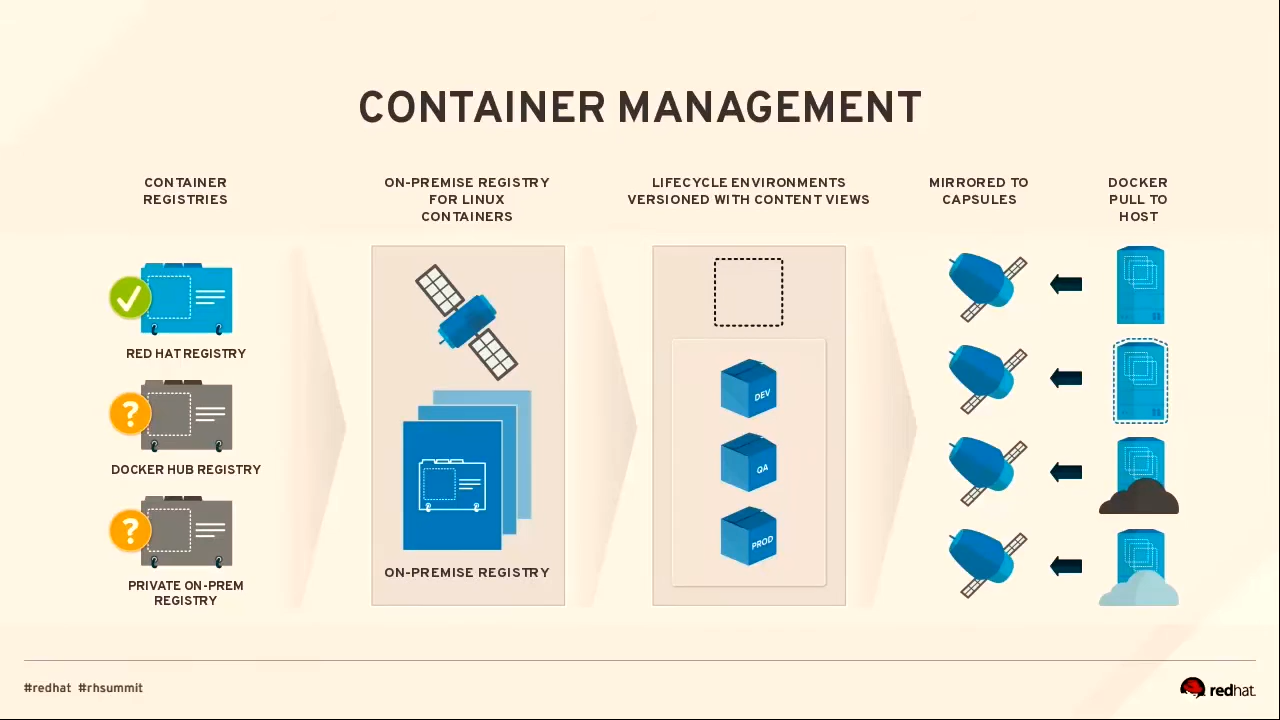 CONTAINER MANAGEMENT
CONTAINER
REGISTRIES
ON-PREMISE REGISTRY
FOR LINUX
CONTAINERS
LIFECYCLE ENVIRONMENTS
VERSIONED WITH CONTENT VIEWS
MIRRORED TO
CAPSULES
DOCKER
PULL TO
HOST
RED HAT REGISTRY
?
DOCKER HUB REGISTRY
?
PRIVATE ON-PREM
REGISTRY
ON-PREMISE REGISTRY
DEV
QA
PROD
#redhat #rhsummit
redhat.